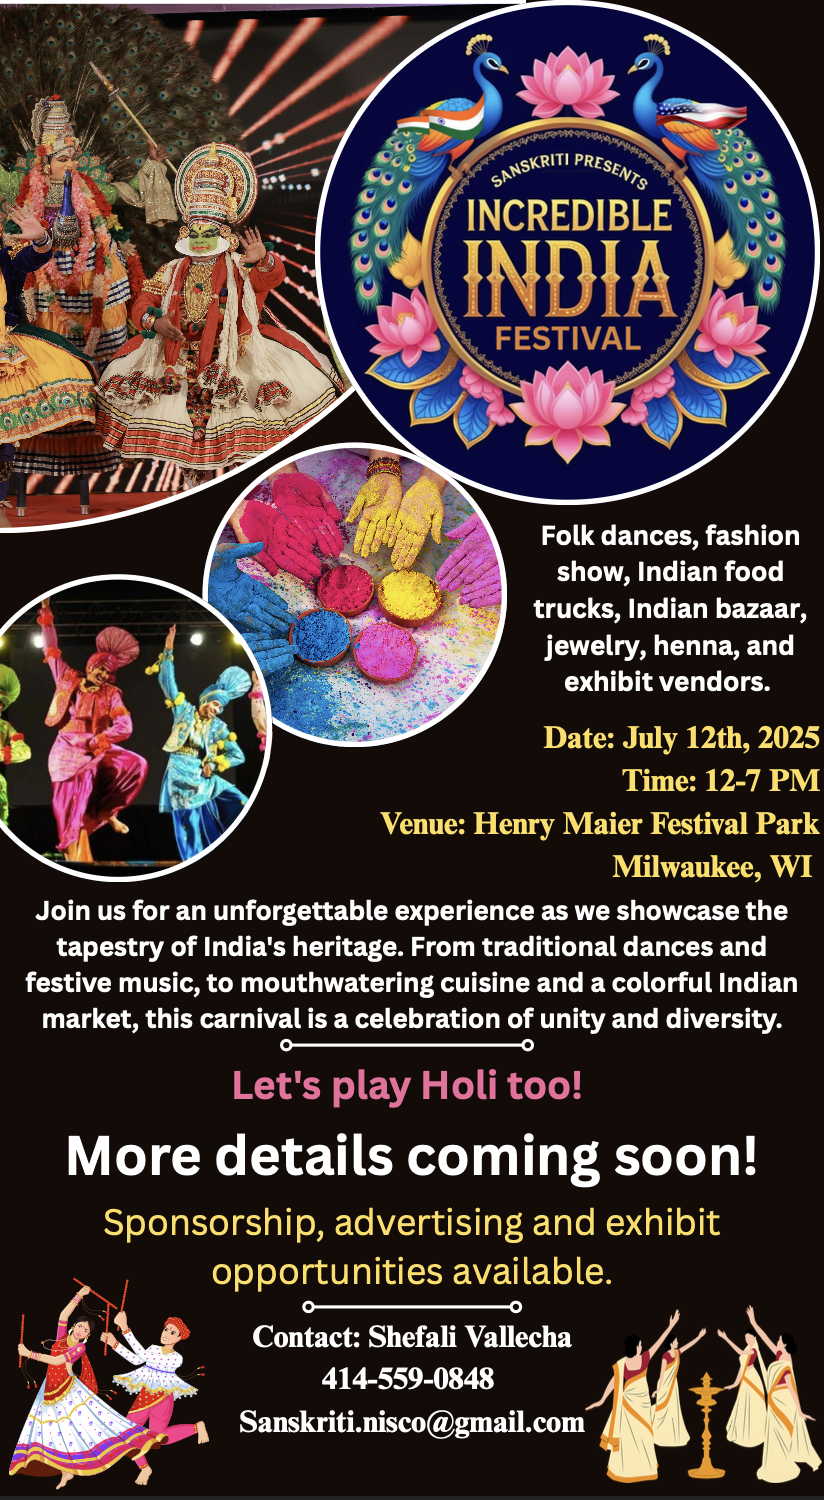 SANSKRITI PRESENTS
INCREDIBLE
INDIA
FESTIVAL
Folk dances, fashion
show, Indian food
trucks, Indian bazaar,
jewelry, henna, and
exhibit vendors.
Date: July 12th, 2025
Time: 12-7 PM
Venue: Henry Maier Festival Park
Milwaukee, WI
Join us for an unforgettable experience as we showcase the
tapestry of India's heritage. From traditional dances and
festive music, to mouthwatering cuisine and a colorful Indian
market, this carnival is a celebration of unity and diversity.
Let's play Holi too!
More details coming soon!
Sponsorship, advertising and exhibit
opportunities available.
Contact: Shefali Vallecha
414-559-0848
Sanskriti.nisco@gmail.com